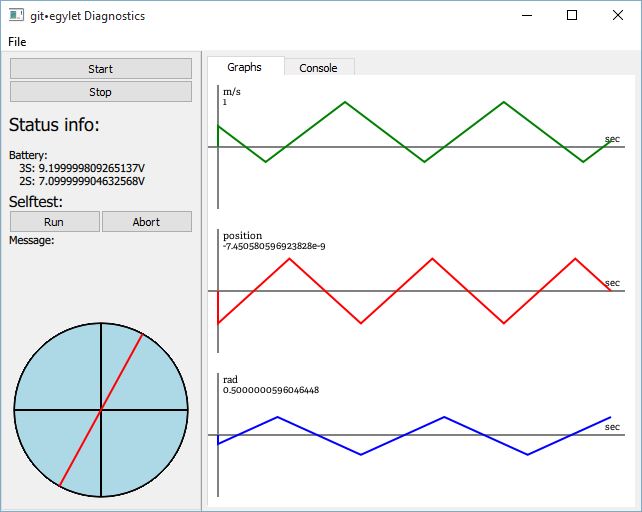 git•egylet Diagnostics
File
Start
Stop
Status info:
Battery:
3S: 9.199999809265137V
2S: 7.099999904632568V
Selftest:
Run Abort
Message:
Graphs Console
m/s
1
sec
position
-7.450580596923828e-9
sec
rad
0.5000000596046448
sec